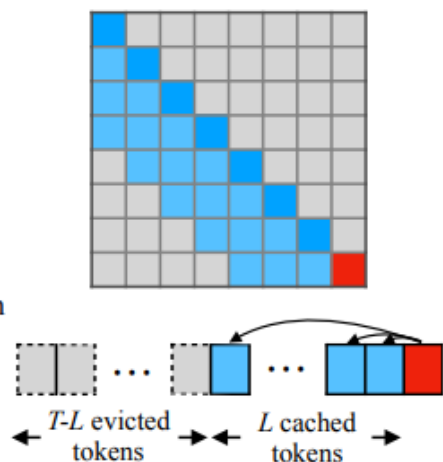 n
...
...
T-L evicted
tokens
L cached
tokens